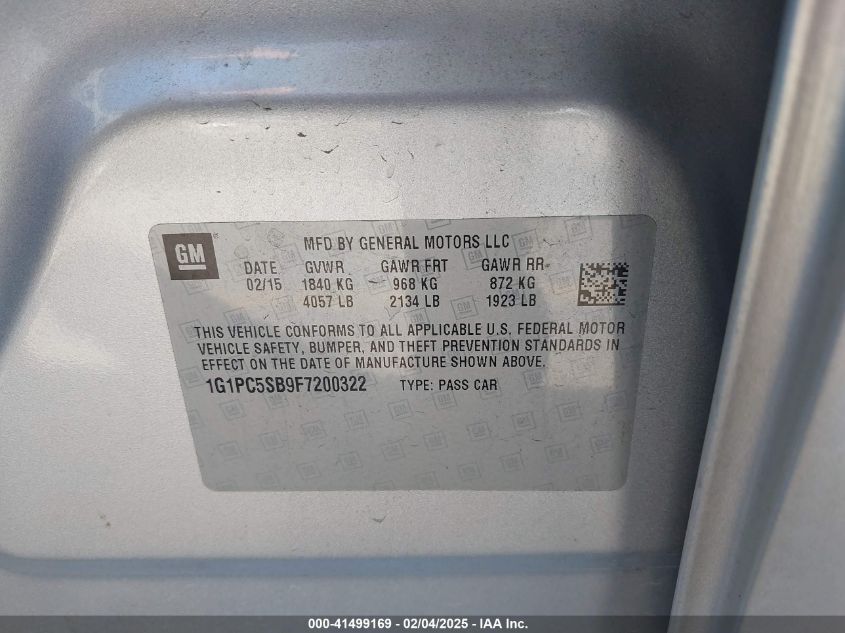 GM
MFD BY GENERAL MOTORS LLC
DATE GVWR GAWR FRT GAWR RR
02/15 1840 KG 968 KG 872 KG
4057 LB 2134 LB 1923 LB
THIS VEHICLE CONFORMS TO ALL APPLICABLE U.S. FEDERAL MOTOR
VEHICLE SAFETY, BUMPER, AND THEFT PREVENTION STANDARDS IN
EFFECT ON THE DATE OF MANUFACTURE SHOWN ABOVE.
1G1PC5SB9F7200322 TYPE: PASS CAR
000-41499169 - 02/04/2025 - IAA Inc.